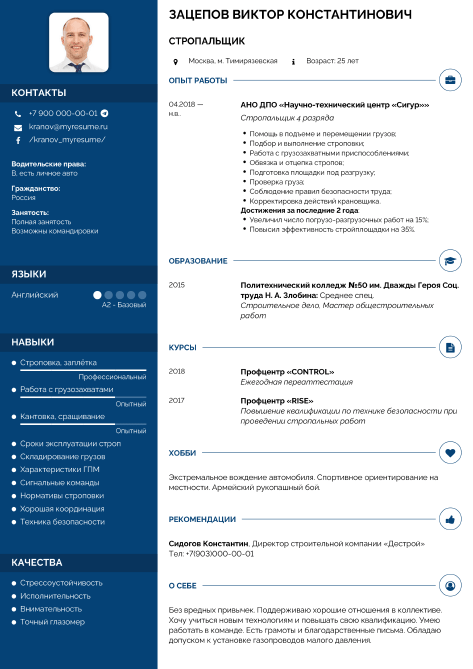 ЗАЦЕПОВ ВИКТОР КОНСТАНТИНОВИЧ
СТРОПАЛЬЩИК
Москва, м. Тимирязевская
Возраст: 25 лет
КОНТАКТЫ
+7 900 000-00-01
kranov@myresume.ru
/kranov_myresume/
Водительские права:
B, есть личное авто
Гражданство:
Россия
Занятость:
Полная занятость
Возможны командировки
ЯЗЫКИ
Английский
A2 - Базовый
НАВЫКИ
Строповка, заплётка
Профессиональный
Работа с грузозахватами
Опытный
Кантовка, сращивание
Опытный
Сроки эксплуатации строп
Складирование грузов
Характеристики ГПМ
Сигнальные команды
Нормативы строповки
Хорошая координация
Техника безопасности
КАЧЕСТВА
Стрессоустойчивость
Исполнительность
Внимательность
Точный глазомер
ОПЫТ РАБОТЫ
04.2018 —
н.в.
АНО ДПО «Научно-технический центр «Сигур»»
Стропальщик 4 разряда
Помощь в подъеме и перемещении грузов;
Подбор и выполнение строповки;
Работа с грузозахватными приспособлениями;
Обвязка и отцепка стропов;
Подготовка площадки под разгрузку;
Проверка груза;
Соблюдение правил безопасности труда;
Корректировка действий крановщика.
Достижения за последние 2 года:
Увеличил число погрузо-разгрузочных работ на 15%.
Повысил эффективность стройплощадки на 35%.
ОБРАЗОВАНИЕ
2015
Политехнический колледж №50 им. Дважды Героя Соц.
труда Н. А. Злобина: Среднее спец.
Строительное дело, Мастер общестроительных
работ
КУРСЫ
2018
Профцентр «CONTROL»
Ежегодная переаттестация
2017
Профцентр «RISE»
Повышение квалификации по технике безопасности при
проведении стропальных работ
ХОББИ
Экстремальное вождение автомобиля. Спортивное ориентирование на
местности. Армейский рукопашный бой.
РЕКОМЕНДАЦИИ
Сидогов Константин, Директор строительной компании «Дестрой»
Тел: +7(903)000-00-01
О СЕБЕ
Без вредных привычек. Поддерживаю хорошие отношения в коллективе.
Хочу учиться новым технологиям и повышать свою квалификацию. Умею
работать в команде. Есть грамоты и благодарственные письма. Обладаю
допуском к установке газопроводов малого давления.